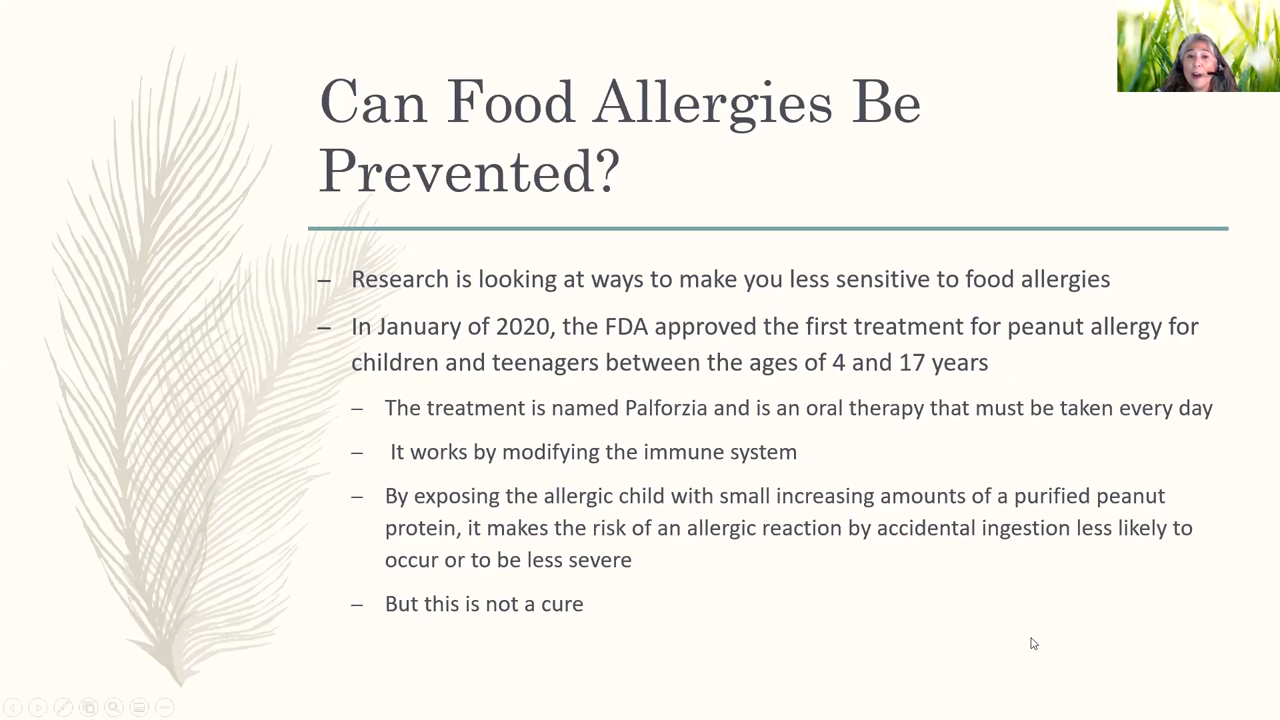 Can Food Allergies Be
Prevented?
– Research is looking at ways to make you less sensitive to food allergies
– In January of 2020, the FDA approved the first treatment for peanut allergy for
children and teenagers between the ages of 4 and 17 years
– The treatment is named Palforzia and is an oral therapy that must be taken every day
– It works by modifying the immune system
– By exposing the allergic child with small increasing amounts of a purified peanut
protein, it makes the risk of an allergic reaction by accidental ingestion less likely to
occur or to be less severe
– But this is not a cure